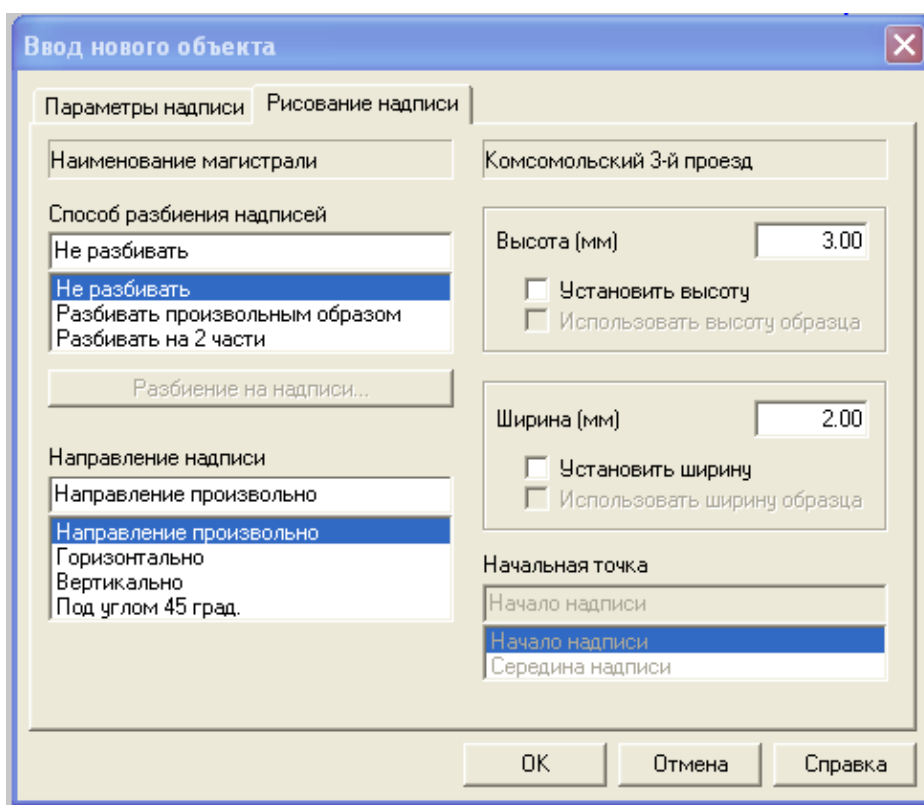 Ввод нового объекта
Параметры надписи
Рисование надписи
Наименование магистрали
Комсомольский 3-й проезд
Способ разбиения надписей
Не разбивать
Не разбивать
Разбивать произвольным образом
Разбивать на 2 части
Разбиение на надписи...
Направление надписи
Направление произвольно
Направление произвольно
Горизонтально
Вертикально
Под углом 45 град.
Высота (мм)
3.00
Установить высоту
Использовать высоту образца
Ширина (мм)
2.00
Установить ширину
Использовать ширину образца
Начальная точка
Начало надписи
Начало надписи
Середина надписи
OK
Отмена
Справка